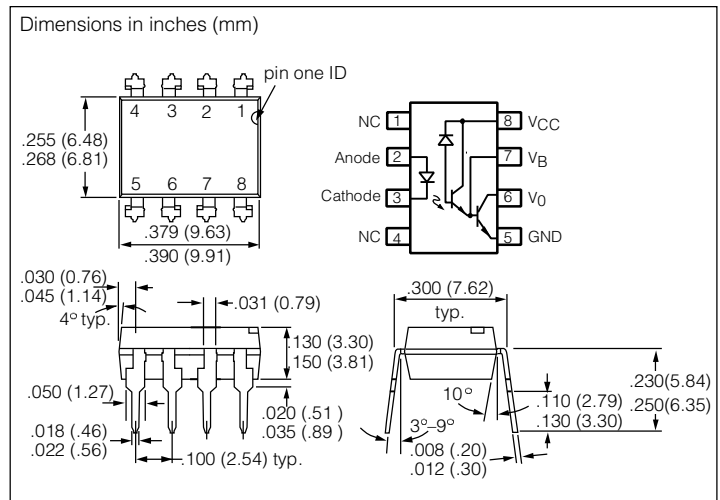 Dimensions in inches (mm)
pin one ID
4 3 2 1
5 6 7 8
.255 (6.48)
.268 (6.81)
.379 (9.63)
.390 (9.91)
NC 1
Anode 2
Cathode 3
NC 4
8 VCC
7 VB
6 V0
5 GND
.030 (0.76)
.045 (1.14)
4° typ.
.031 (0.79)
.130 (3.30)
.150 (3.81)
.050 (1.27)
.020 (.51 )
.035 (.89 )
.018 (.46)
.022 (.56)
.100 (2.54) typ.
.300 (7.62)
typ.
.230(5.84)
.250(6.35)
10°
.110 (2.79)
.130 (3.30)
3°–9°
.008 (.20)
.012 (.30)